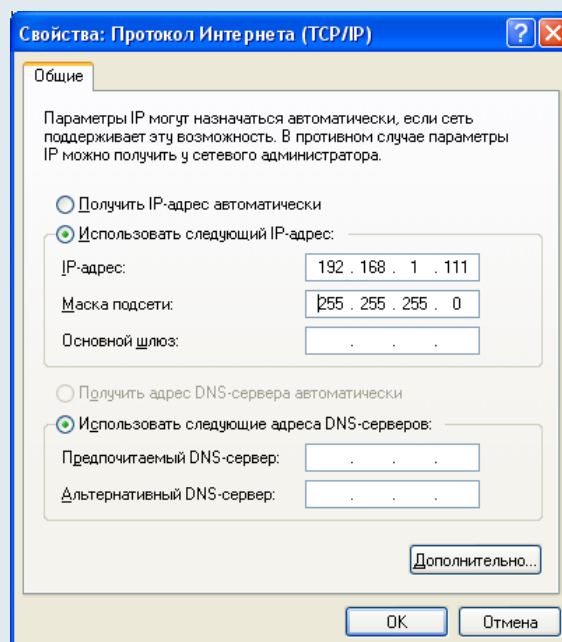 Свойства: Протокол Интернета (TCP/IP)
Общие
Параметры IP могут назначаться автоматически, если сеть
поддерживает эту возможность. В противном случае параметры
IP можно получить у сетевого администратора.
Получить IP-адрес автоматически
Использовать следующий IP-адрес:
IP-адрес: 192 . 168 . 1 . 111
Маска подсети: 255 . 255 . 255 . 0
Основной шлюз: . . .
Получить адрес DNS-сервера автоматически
Использовать следующие адреса DNS-серверов:
Предпочитаемый DNS-сервер: . . .
Альтернативный DNS-сервер: . . .
Дополнительно...
OK Отмена